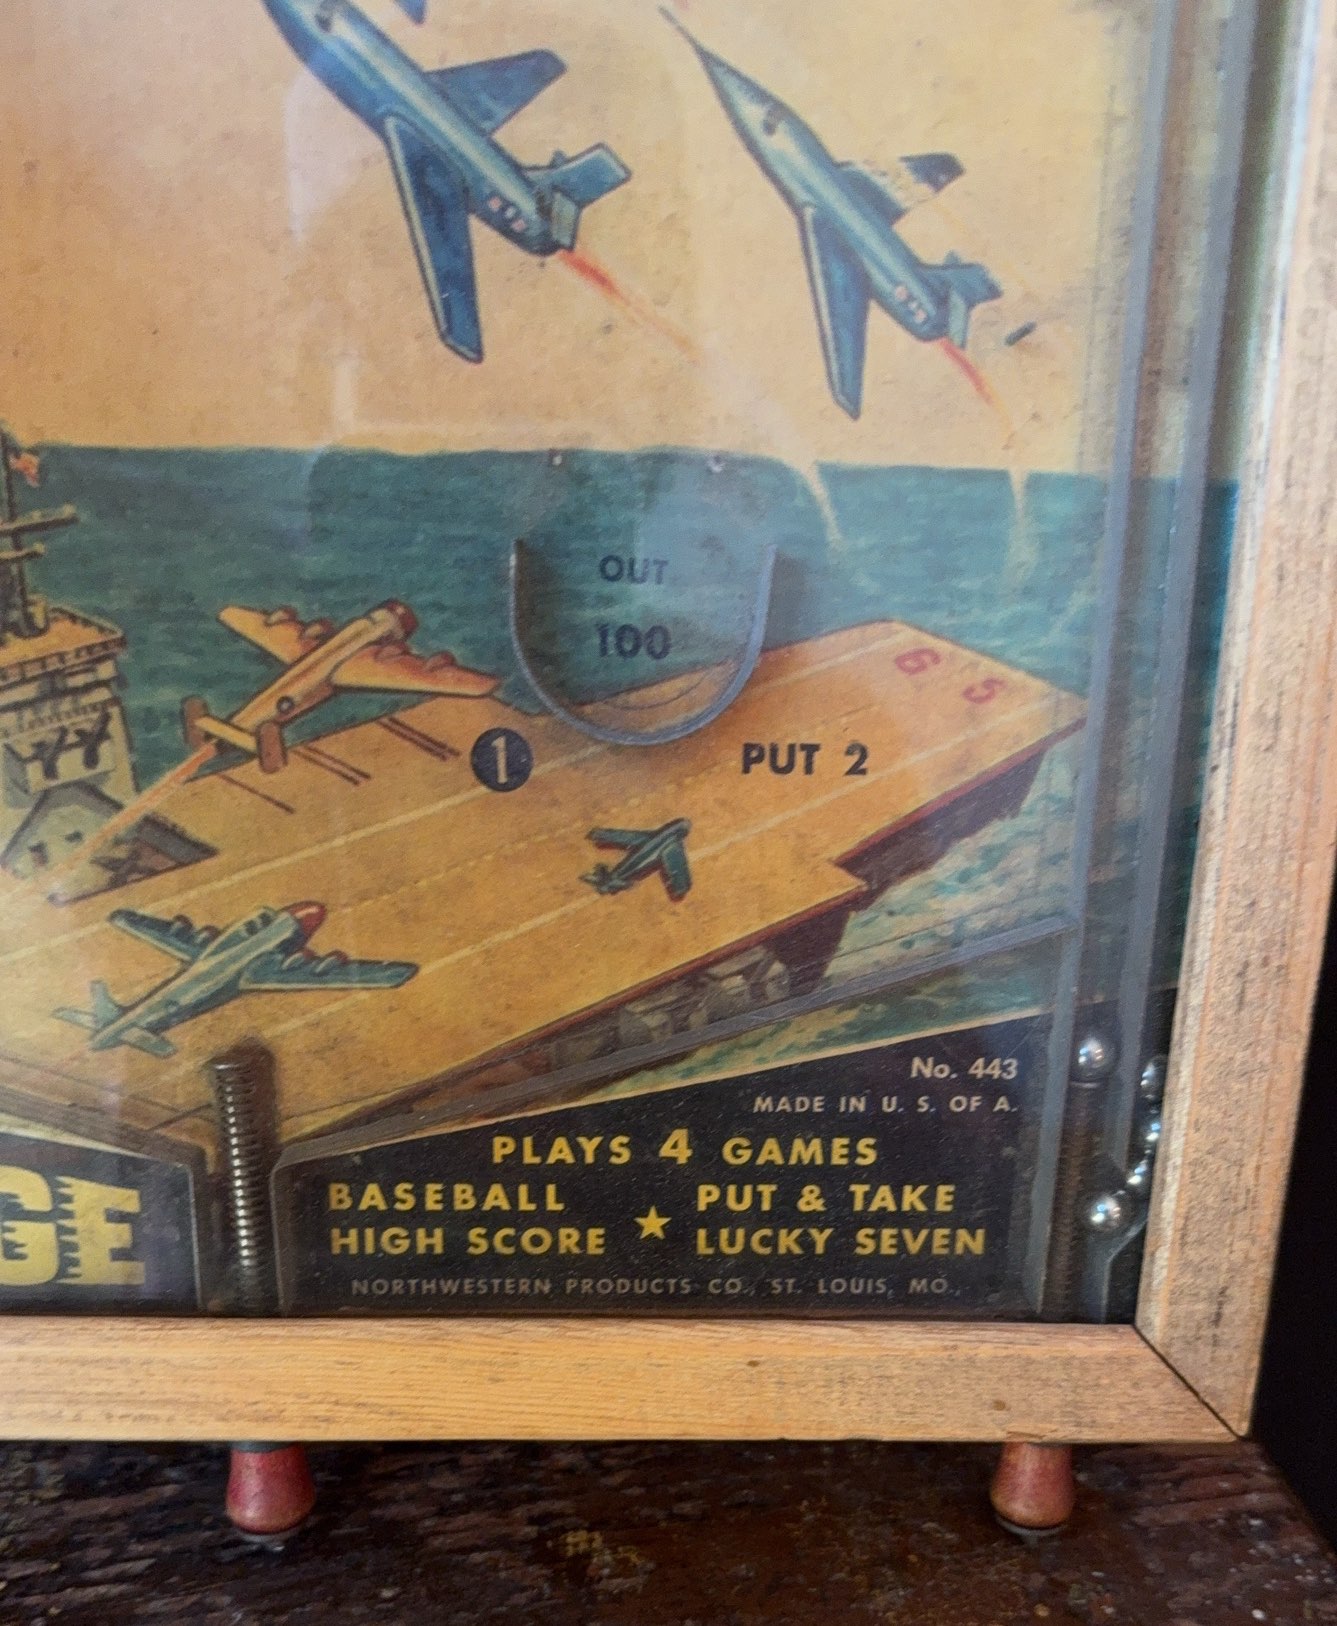 OUT
100
6 5
1
PUT 2
No. 443
MADE IN U. S. OF A.
PLAYS 4 GAMES
BASEBALL ★ PUT & TAKE
HIGH SCORE LUCKY SEVEN
GE
NORTHWESTERN PRODUCTS CO., ST. LOUIS, MO.,